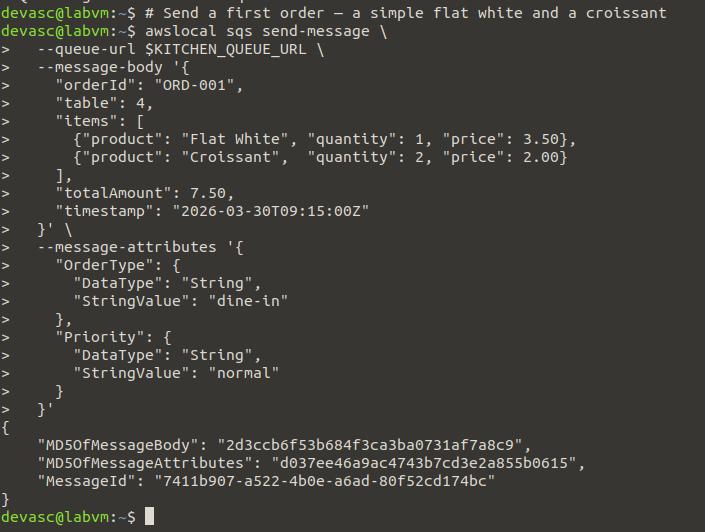 devasc@labvm:~$ # Send a first order — a simple flat white and a croissant
devasc@labvm:~$ awslocal sqs send-message \
>   --queue-url $KITCHEN_QUEUE_URL \
>   --message-body '{
>     "orderId": "ORD-001",
>     "table": 4,
>     "items": [
>       {"product": "Flat White", "quantity": 1, "price": 3.50},
>       {"product": "Croissant",  "quantity": 2, "price": 2.00}
>     ],
>     "totalAmount": 7.50,
>     "timestamp": "2026-03-30T09:15:00Z"
>   }' \
>   --message-attributes '{
>     "OrderType": {
>       "DataType": "String",
>       "StringValue": "dine-in"
>     },
>     "Priority": {
>       "DataType": "String",
>       "StringValue": "normal"
>     }
>   }'
{
    "MD5OfMessageBody": "2d3ccb6f53b684f3ca3ba0731af7a8c9",
    "MD5OfMessageAttributes": "d037ee46a9ac4743b7cd3e2a855b0615",
    "MessageId": "7411b907-a522-4b0e-a6ad-80f52cd174bc"
}
devasc@labvm:~$